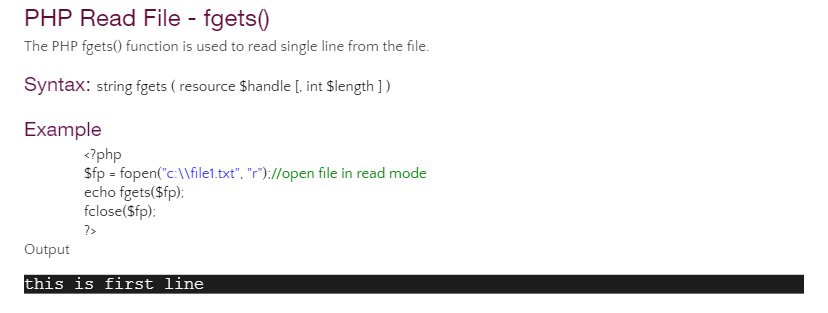 PHP Read File - fgets()
The PHP fgets() function is used to read single line from the file.
Syntax: string fgets ( resource $handle [, int $length ] )
Example
<?php
$fp = fopen("c:\\file1.txt", "r");//open file in read mode
echo fgets($fp);
fclose($fp);
?>
Output
this is first line